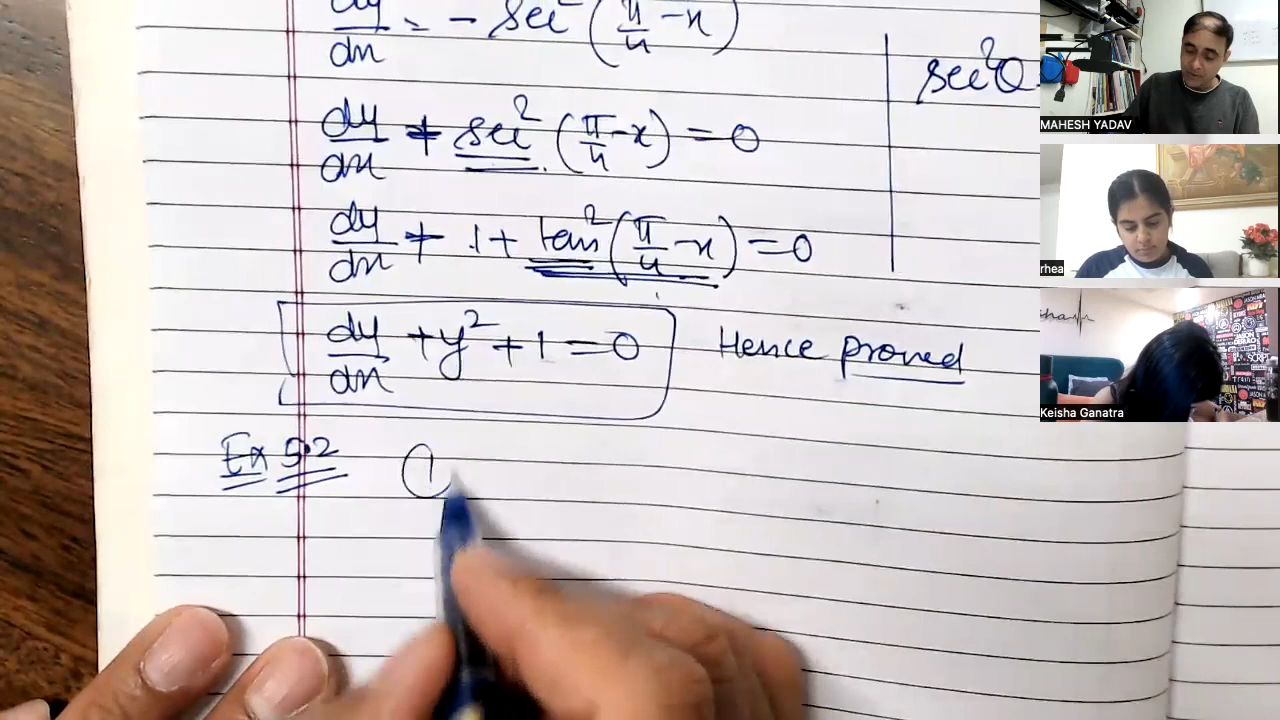 dy/dx = - sec² (π/4 - x)
sec²θ
dy/dx + sec² (π/4 - x) = 0
dy/dx + 1 + tan² (π/4 - x) = 0
dy/dx + y² + 1 = 0 Hence proved
Ex 5.2 ①
MAHESH YADAV
rhea
Keisha Ganatra